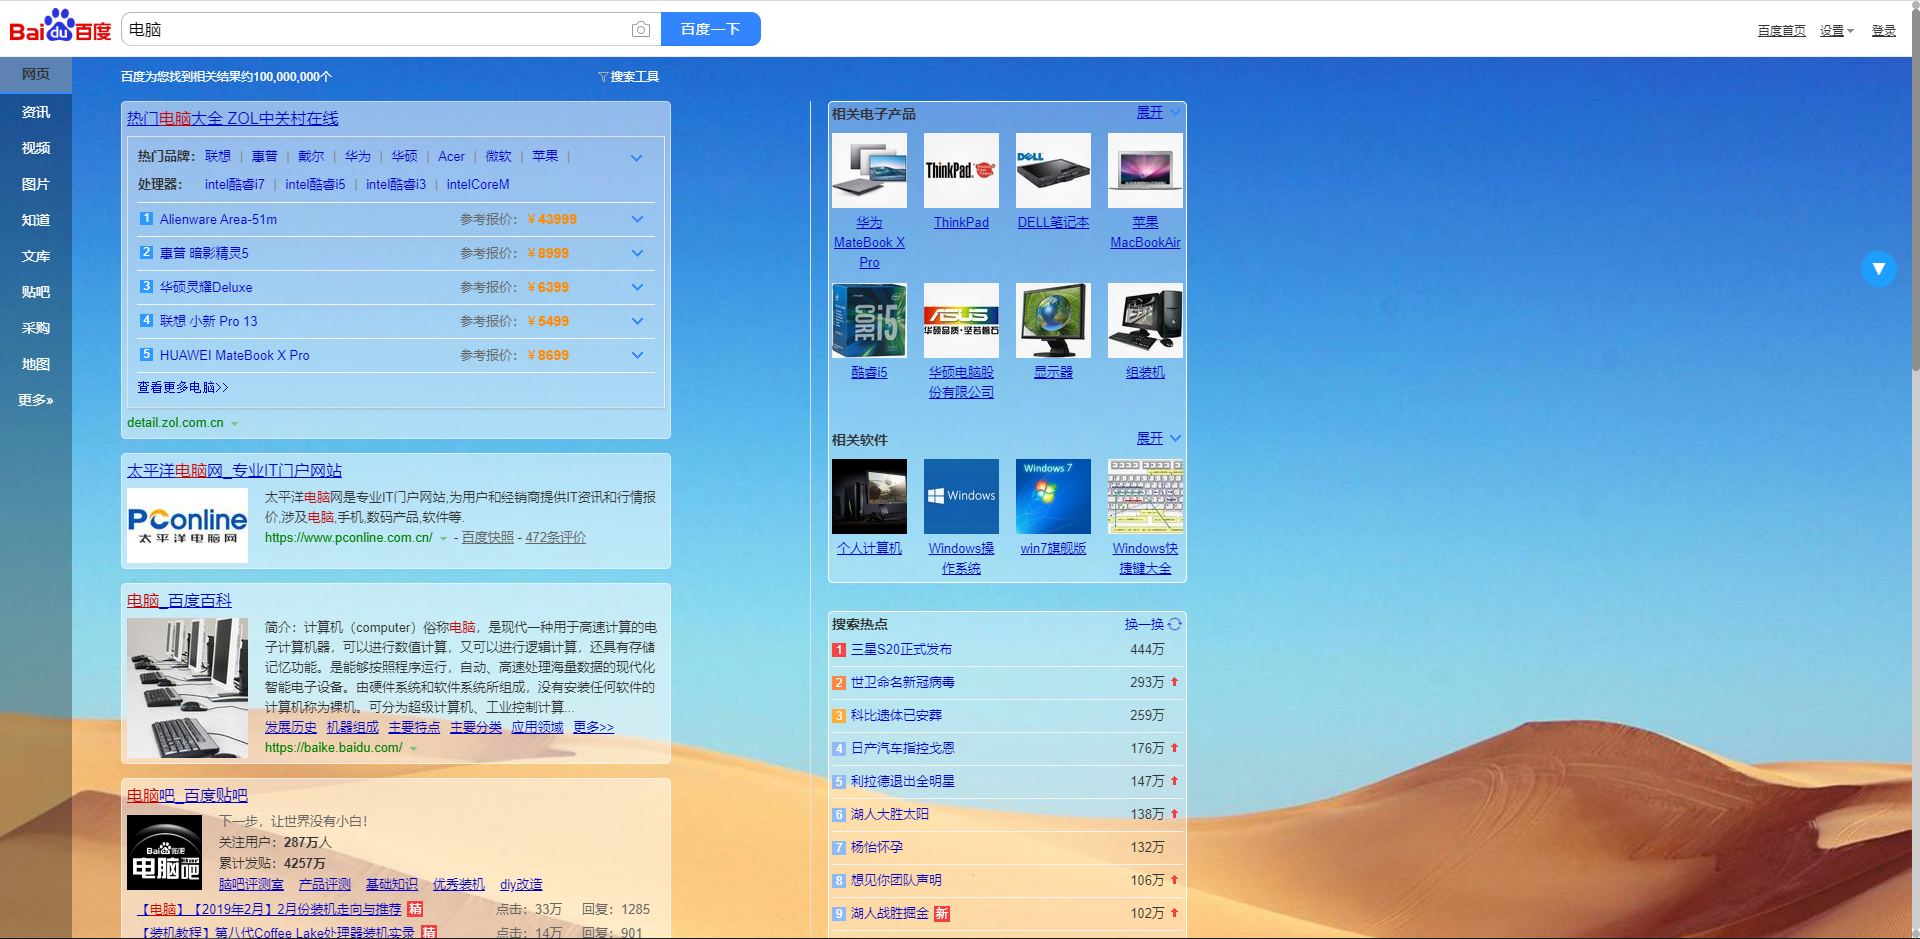 Bai du 百度
电脑
百度一下
百度首页 设置 登录
网页
资讯
视频
图片
知道
文库
贴吧
采购
地图
更多»
百度为您找到相关结果约100,000,000个
搜索工具
热门电脑大全 ZOL中关村在线
热门品牌： 联想 | 惠普 | 戴尔 | 华为 | 华硕 | Acer | 微软 | 苹果 |
处理器： intel酷睿i7 | intel酷睿i5 | intel酷睿i3 | intelCoreM
1 Alienware Area-51m 参考报价：￥43999
2 惠普 暗影精灵5 参考报价：￥8999
3 华硕灵耀Deluxe 参考报价：￥6399
4 联想 小新 Pro 13 参考报价：￥5499
5 HUAWEI MateBook X Pro 参考报价：￥8699
查看更多电脑>>
detail.zol.com.cn
太平洋电脑网_专业IT门户网站
PConline
太平洋电脑网
太平洋电脑网是专业IT门户网站,为用户和经销商提供IT资讯和行情报
价,涉及电脑,手机,数码产品,软件等.
https://www.pconline.com.cn/ - 百度快照 - 472条评价
电脑_百度百科
简介：计算机（computer）俗称电脑，是现代一种用于高速计算的电
子计算机器，可以进行数值计算，又可以进行逻辑计算，还具有存储
记忆功能。是能够按照程序运行，自动、高速处理海量数据的现代化
智能电子设备。由硬件系统和软件系统所组成，没有安装任何软件的
计算机称为裸机。可分为超级计算机、工业控制计算...
发展历史 机器组成 主要特点 主要分类 应用领域 更多>>
https://baike.baidu.com/
电脑吧_百度贴吧
Bai贴吧
电脑吧
下一步，让世界没有小白！
关注用户：287万人
累计发贴：4257万
脑吧评测室 产品评测 基础知识 优秀装机 diy改造
【电脑】【2019年2月】2月份装机走向与推荐 精 点击：33万 回复：1285
【装机教程】第八代Coffee Lake处理器装机实录 精 点击：14万 回复：901
相关电子产品 展开
ThinkPad
DELL
华为
MateBook X
Pro
ThinkPad
DELL笔记本
苹果
MacBookAir
CORE i5
ASUS
华硕品质·坚若磐石
酷睿I5
华硕电脑股
份有限公司
显示器
组装机
相关软件 展开
Windows
Windows 7
个人计算机
Windows操
作系统
win7旗舰版
Windows快
捷键大全
搜索热点 换一换
1 三星S20正式发布 444万
2 世卫命名新冠病毒 293万
3 科比遗体已安葬 259万
4 日产汽车指控戈恩 176万
5 利拉德退出全明星 147万
6 湖人大胜太阳 138万
7 杨怡怀孕 132万
8 想见你团队声明 106万
9 湖人战胜掘金 新 102万